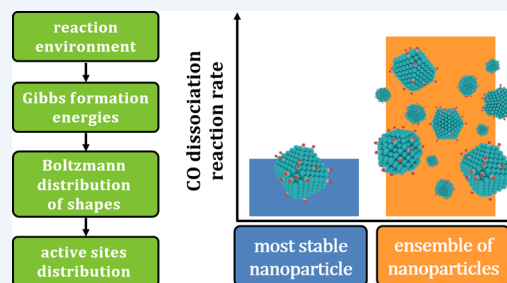 reaction
environment
Gibbs formation
energies
Boltzmann
distribution
of shapes
active sites
distribution
CO dissociation
reaction rate
most stable
nanoparticle
ensemble of
nanoparticles